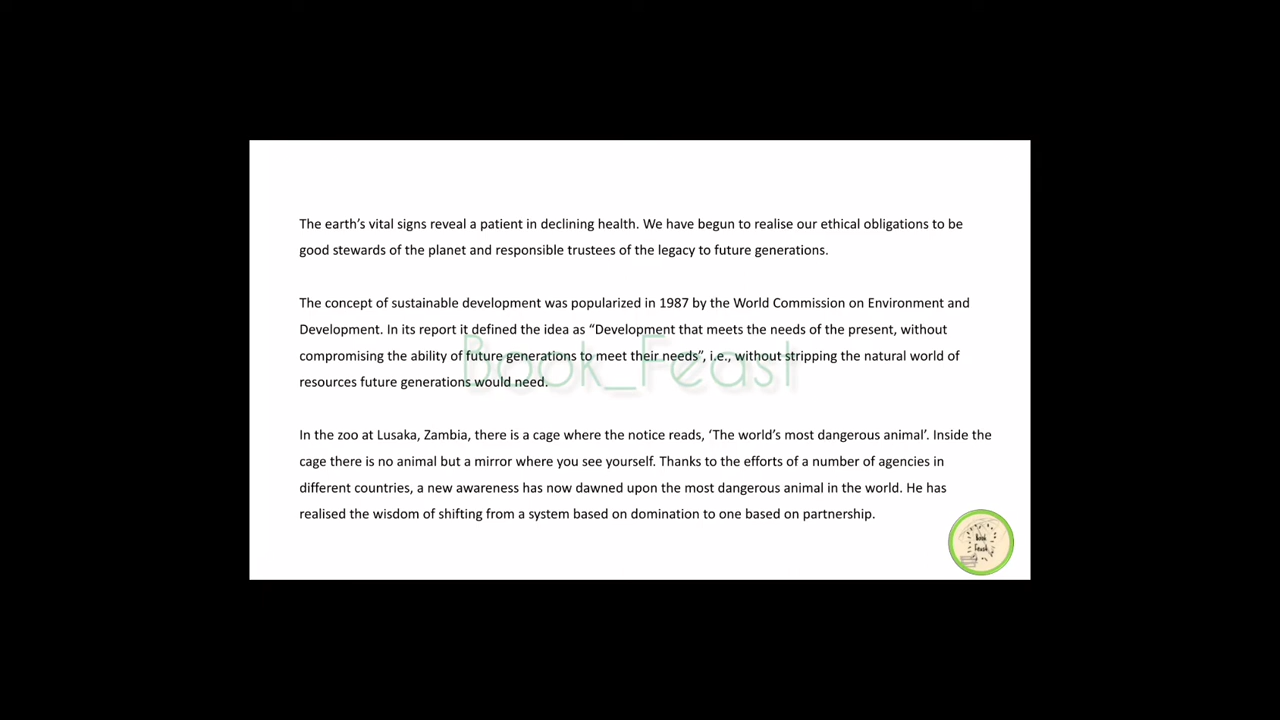 The earth's vital signs reveal a patient in declining health. We have begun to realise our ethical obligations to be
good stewards of the planet and responsible trustees of the legacy to future generations.
The concept of sustainable development was popularized in 1987 by the World Commission on Environment and
Development. In its report it defined the idea as “Development that meets the needs of the present, without
compromising the ability of future generations to meet their needs”, i.e., without stripping the natural world of
resources future generations would need.
Book_Feast
In the zoo at Lusaka, Zambia, there is a cage where the notice reads, ‘The world's most dangerous animal’. Inside the
cage there is no animal but a mirror where you see yourself. Thanks to the efforts of a number of agencies in
different countries, a new awareness has now dawned upon the most dangerous animal in the world. He has
realised the wisdom of shifting from a system based on domination to one based on partnership.
Book
Feast